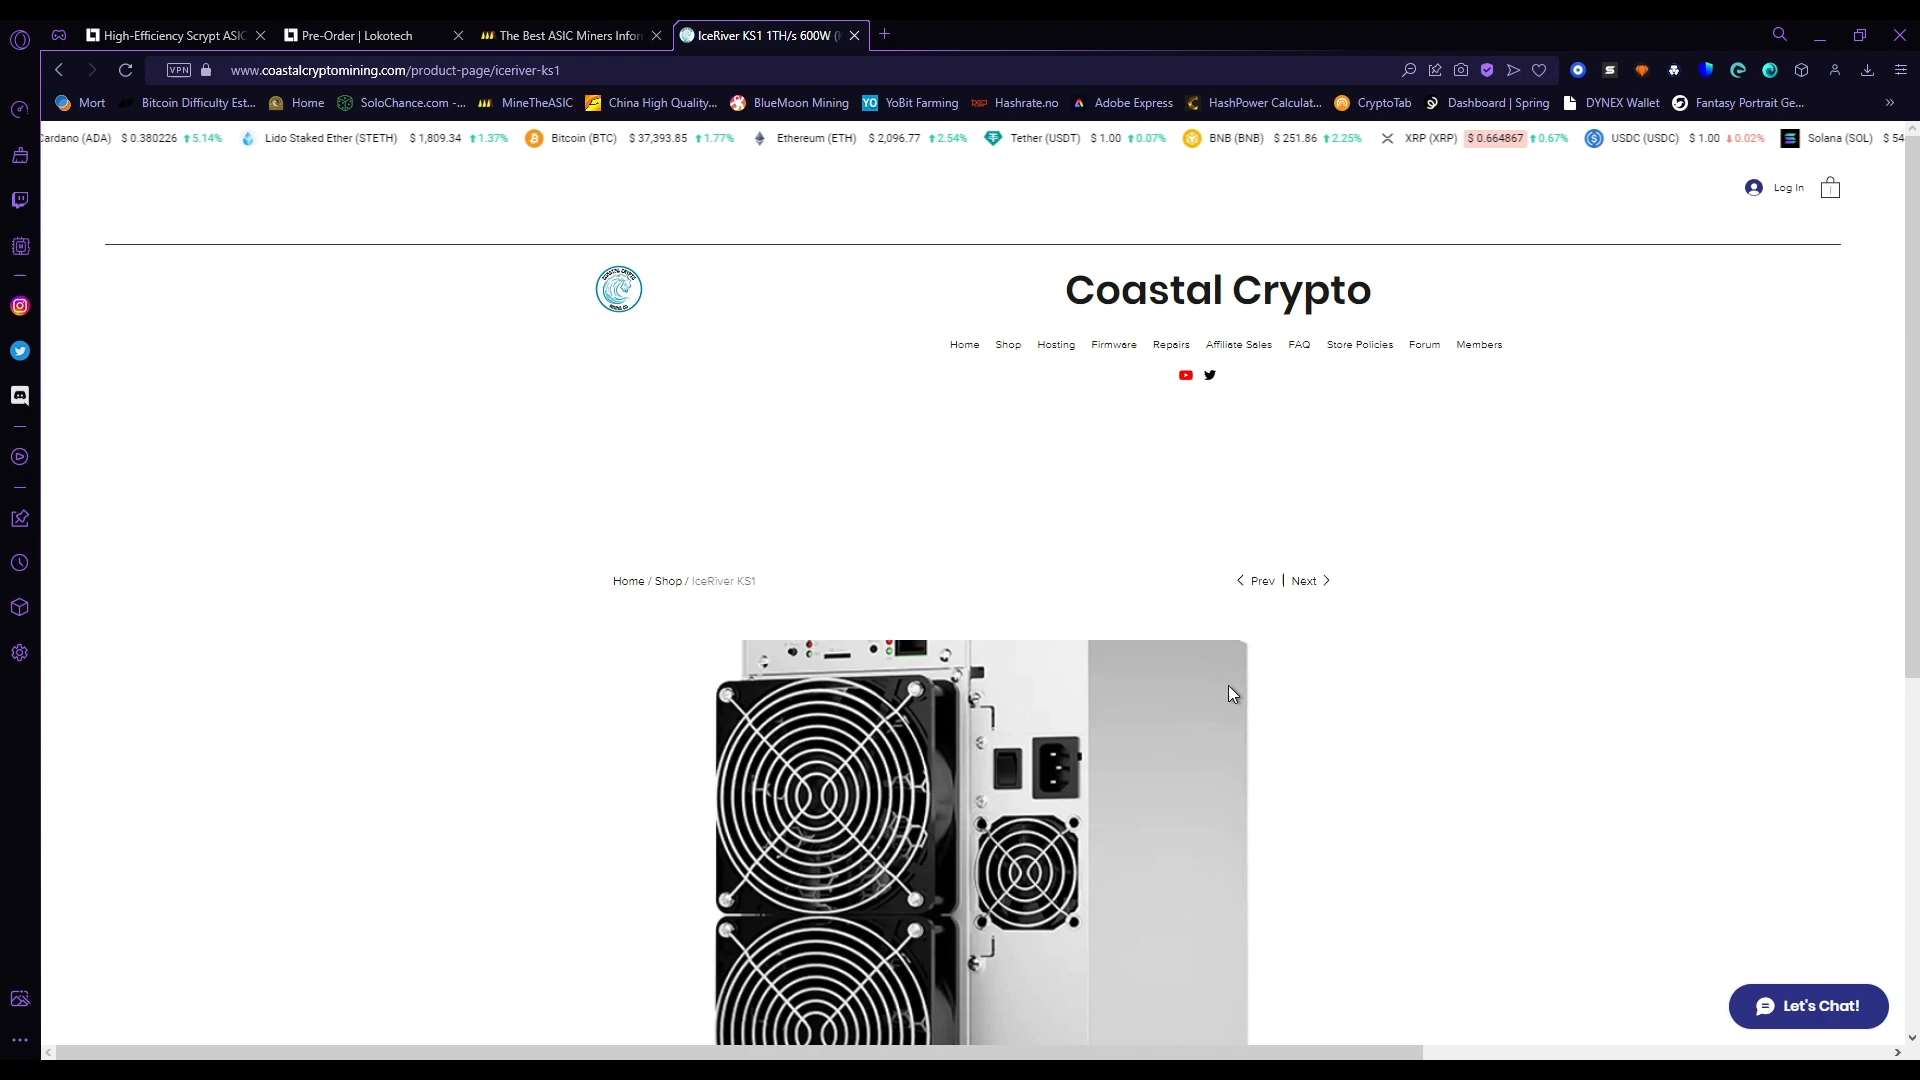 High-Efficiency Scrypt ASIC
Pre-Order | Lokotech
The Best ASIC Miners Infor
IceRiver KS1 1TH/s 600W (
VPN
www.coastalcryptomining.com/product-page/iceriver-ks1
Mort
Bitcoin Difficulty Est...
Home
SoloChance.com -...
MineTheASIC
China High Quality...
BlueMoon Mining
YO
YoBit Farming
Hashrate.no
Adobe Express
HashPower Calculat...
CryptoTab
Dashboard | Spring
DYNEX Wallet
Fantasy Portrait Ge...
Cardano (ADA) $ 0.380226 5.14% Lido Staked Ether (STETH) $ 1,809.34 1.37% Bitcoin (BTC) $ 37,393.85 1.77% Ethereum (ETH) $ 2,096.77 2.54% Tether (USDT) $ 1.00 0.07% BNB (BNB) $ 251.86 2.25% XRP (XRP) $ 0.664867 0.67% USDC (USDC) $ 1.00 0.02% Solana (SOL) $ 54
Log In
1
Coastal Crypto
Home Shop Hosting Firmware Repairs Affiliate Sales FAQ Store Policies Forum Members
Home / Shop / IceRiver KS1
Prev | Next
Let's Chat!